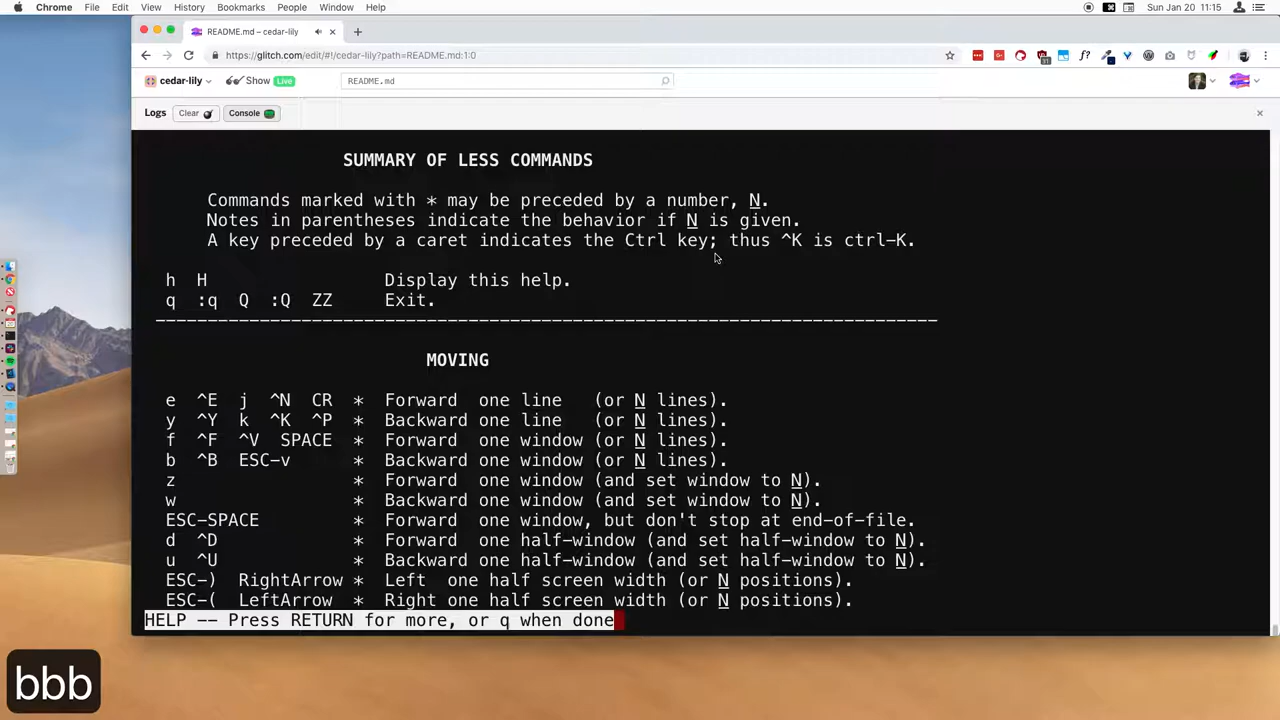 Chrome File Edit View History Bookmarks People Window Help Sun Jan 20 11:15
README.md – cedar-lily
https://glitch.com/edit/#!/cedar-lily?path=README.md:1:0
cedar-lily Show Live README.md
Logs Clear Console
SUMMARY OF LESS COMMANDS
Commands marked with * may be preceded by a number, N.
Notes in parentheses indicate the behavior if N is given.
A key preceded by a caret indicates the Ctrl key; thus ^K is ctrl-K.
h H Display this help.
q :q Q :Q ZZ Exit.
MOVING
e ^E j ^N CR * Forward one line (or N lines).
y ^Y k ^K ^P * Backward one line (or N lines).
f ^F ^V SPACE * Forward one window (or N lines).
b ^B ESC-v * Backward one window (or N lines).
z * Forward one window (and set window to N).
w * Backward one window (and set window to N).
ESC-SPACE * Forward one window, but don't stop at end-of-file.
d ^D * Forward one half-window (and set half-window to N).
u ^U * Backward one half-window (and set half-window to N).
ESC-) RightArrow * Left one half screen width (or N positions).
ESC-( LeftArrow * Right one half screen width (or N positions).
HELP -- Press RETURN for more, or q when done
bbb